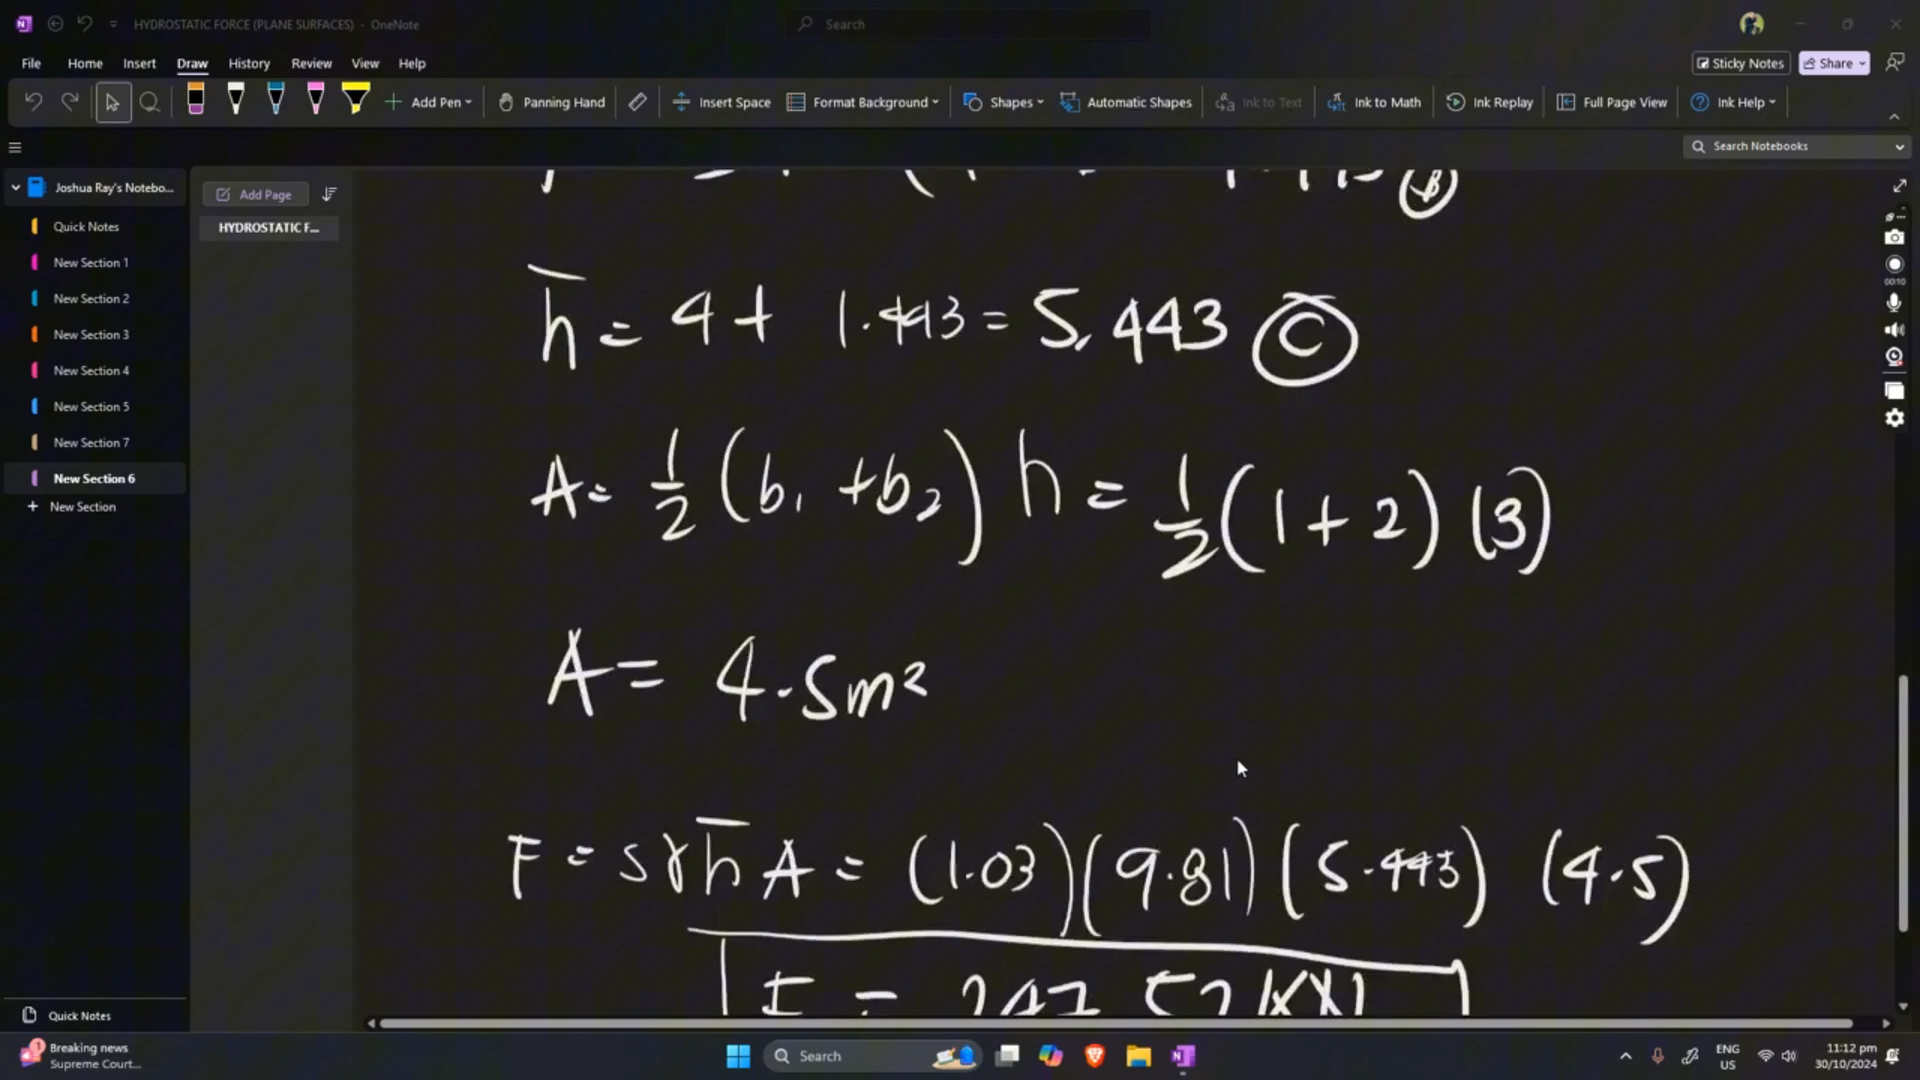 HYDROSTATIC FORCE (PLANE SURFACES) - OneNote
Search
File Home Insert Draw History Review View Help
Sticky Notes Share
Add Pen Panning Hand Insert Space Format Background Shapes Automatic Shapes Ink to Text Ink to Math Ink Replay Full Page View Ink Help
Search Notebooks
Joshua Ray's Notebo...
Quick Notes
New Section 1
New Section 2
New Section 3
New Section 4
New Section 5
New Section 7
New Section 6
New Section
Add Page
HYDROSTATIC F...
h̄ = 4 + 1.443 = 5.443 Ⓒ
A = 1/2 (b₁ + b₂) h = 1/2 (1 + 2) (3)
A = 4.5m²
F = sγh̄A = (1.03)(9.81)(5.443) (4.5)
F = 247.52
00:10
Quick Notes
Breaking news
Supreme Court...
Search
ENG
US
11:12 pm
30/10/2024